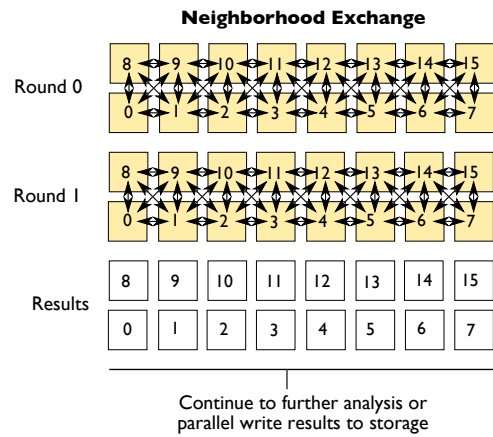 Neighborhood Exchange
8 9 10 11 12 13 14 15
Round 0
0 1 2 3 4 5 6 7
8 9 10 11 12 13 14 15
Round 1
0 1 2 3 4 5 6 7
8 9 10 11 12 13 14 15
Results
0 1 2 3 4 5 6 7
Continue to further analysis or
parallel write results to storage